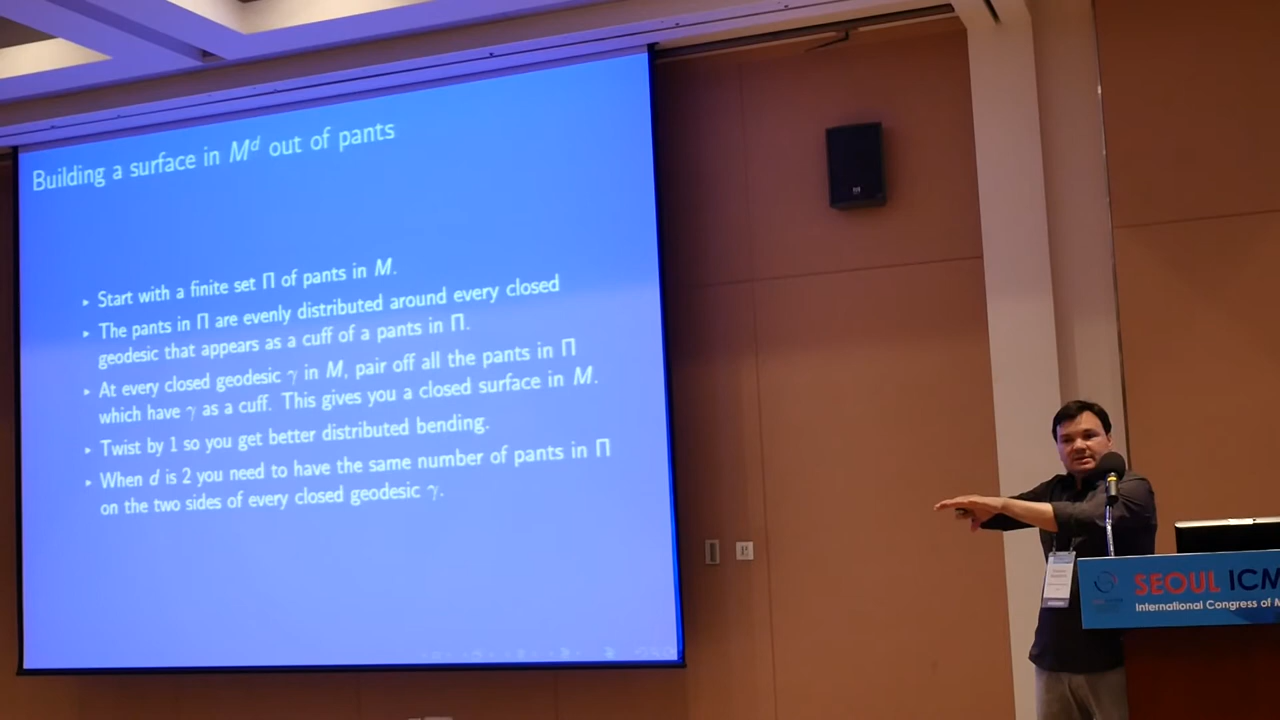 Building a surface in Mᵈ out of pants
▸ Start with a finite set Π of pants in M.
▸ The pants in Π are evenly distributed around every closed
geodesic that appears as a cuff of a pants in Π.
▸ At every closed geodesic γ in M, pair off all the pants in Π
which have γ as a cuff. This gives you a closed surface in M.
▸ Twist by 1 so you get better distributed bending.
▸ When d is 2 you need to have the same number of pants in Π
on the two sides of every closed geodesic γ.
SEOUL ICM
International Congress of M